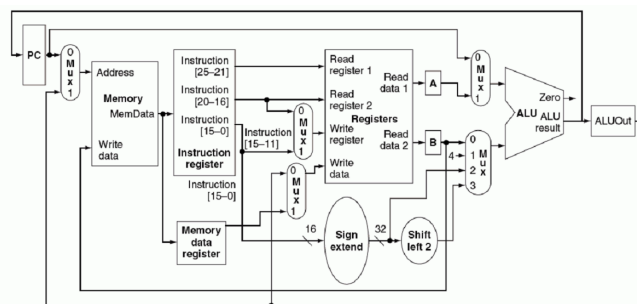 PC
0
M
u
x
1
Address
Memory
MemData
Write
data
Instruction
[25–21]
Instruction
[20–16]
Instruction
[15–0]
Instruction
register
Instruction
[15–0]
Instruction
[15–11]
Memory
data
register
0
M
u
x
1
0
M
u
x
1
Read
register 1
Read
register 2
Registers
Write
register
Write
data
Read
data 1
Read
data 2
A
B
16
Sign
extend
32
Shift
left 2
0
M
u
x
1
4
0
1
2
3
M
u
x
Zero
ALU
ALU
result
ALUOut